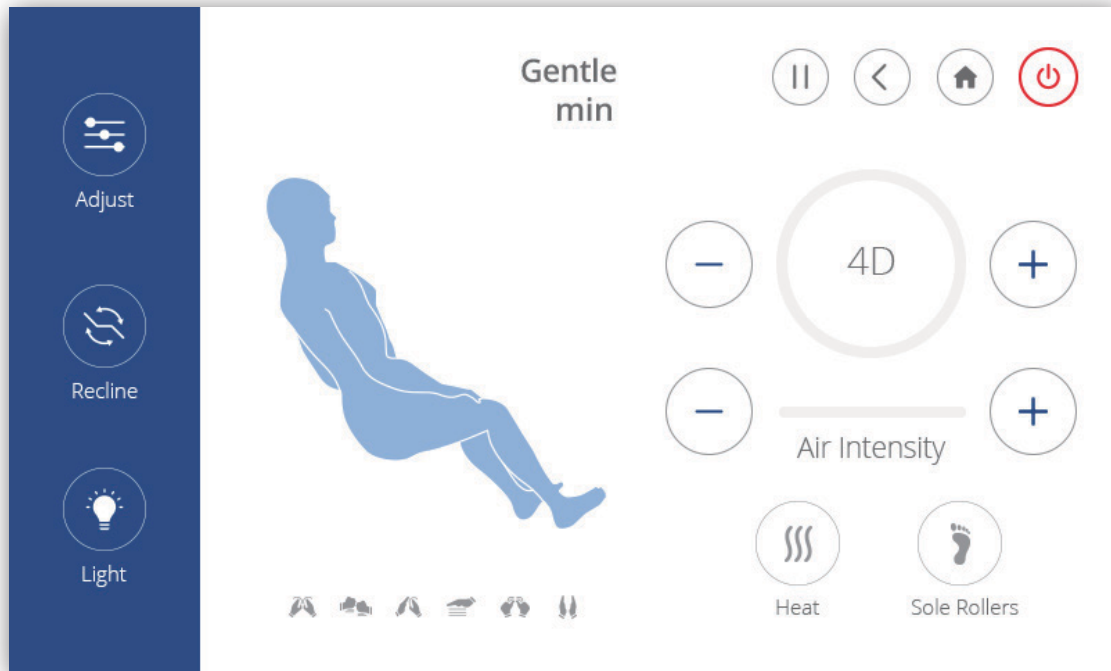 Gentle
min
Adjust
Recline
Light
4D
Air Intensity
Heat
Sole Rollers